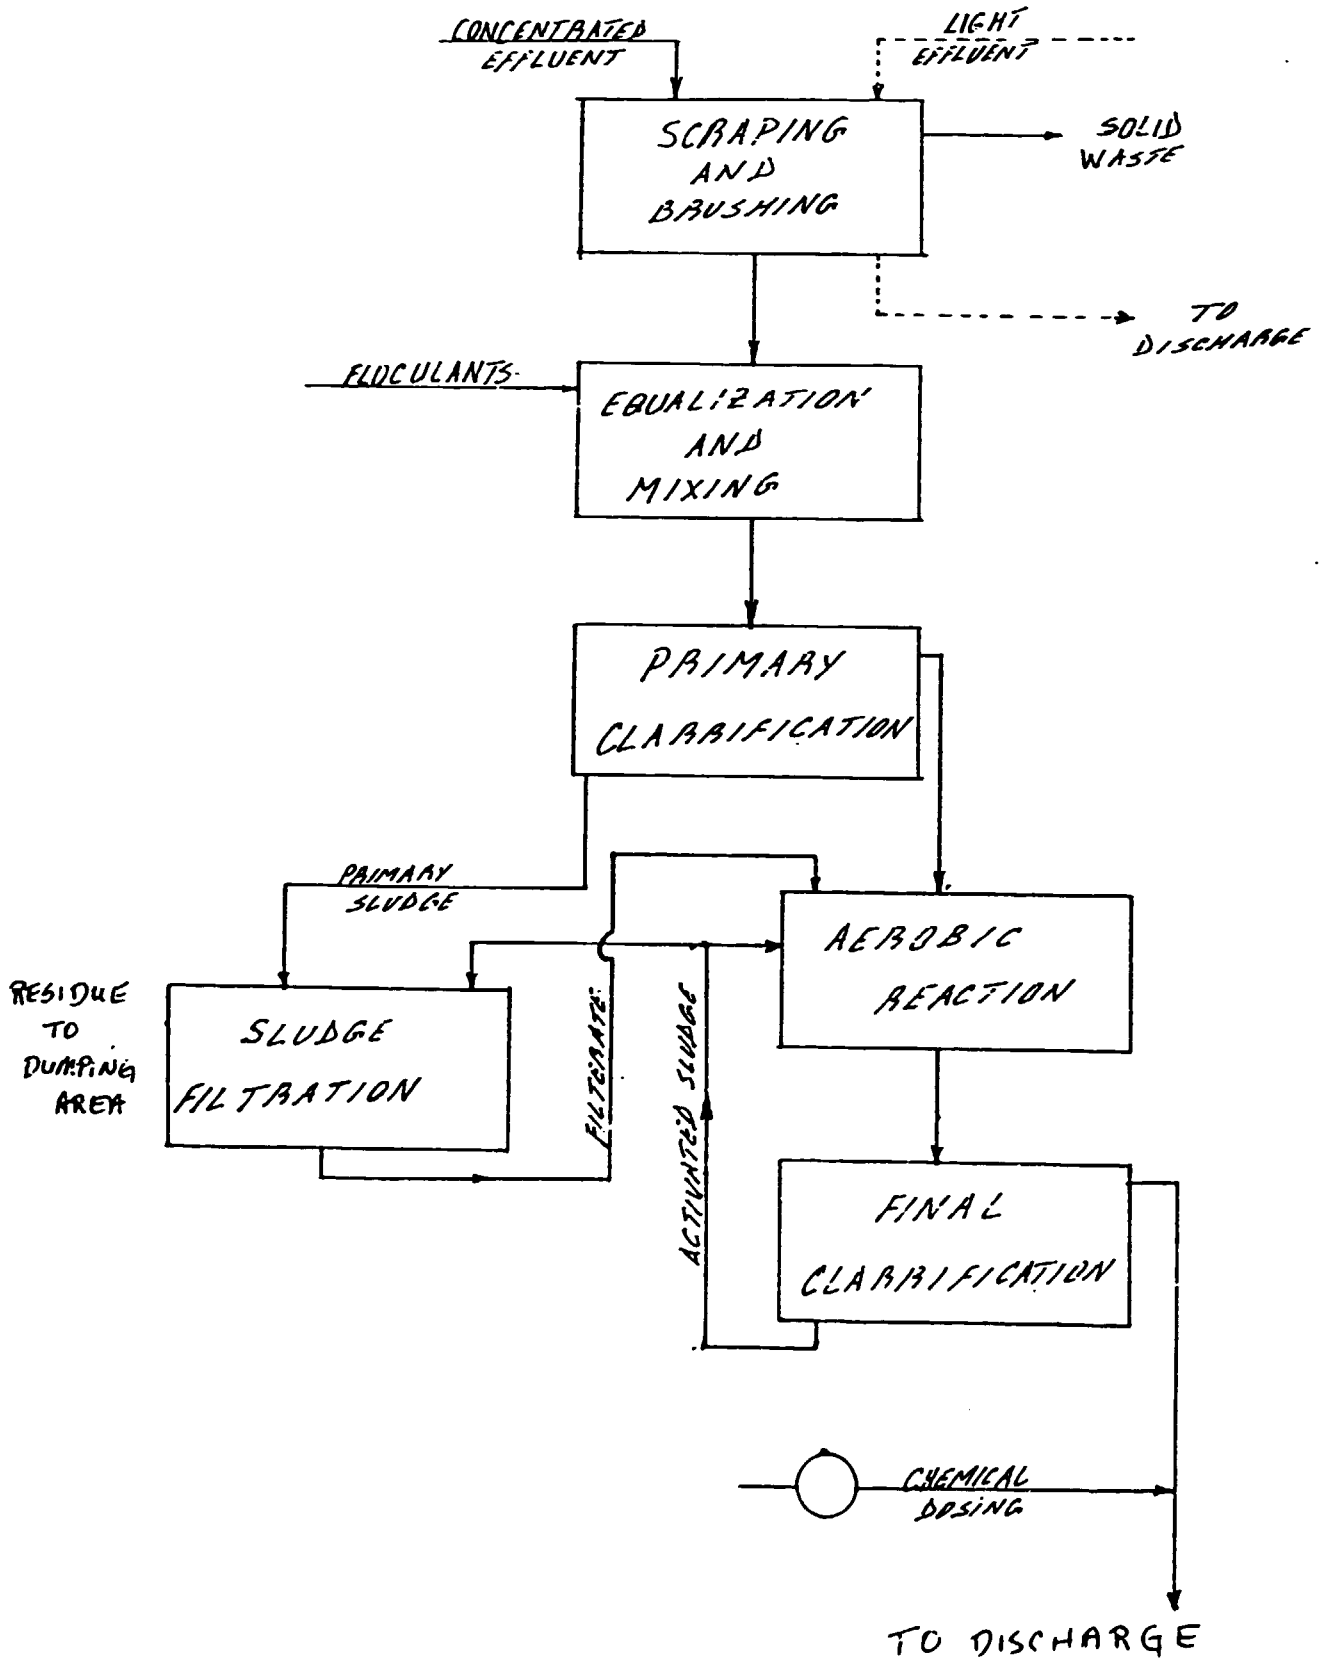 CONCENTRATED
EFFLUENT
LIGHT
EFFLUENT
SCRAPING
AND
BRUSHING
SOLID
WASTE
TO
DISCHARGE
FLOCULANTS
EQUALIZATION
AND
MIXING
PRIMARY
CLARRIFICATION
PRIMARY
SLUDGE
AEROBIC
REACTION
RESIDUE
TO
DUMPING
AREA
SLUDGE
FILTRATION
FILTERATE
ACTIVNTED SLUDGE
FINAL
CLARRIFICATION
CHEMICAL
DOSING
TO DISCHARGE